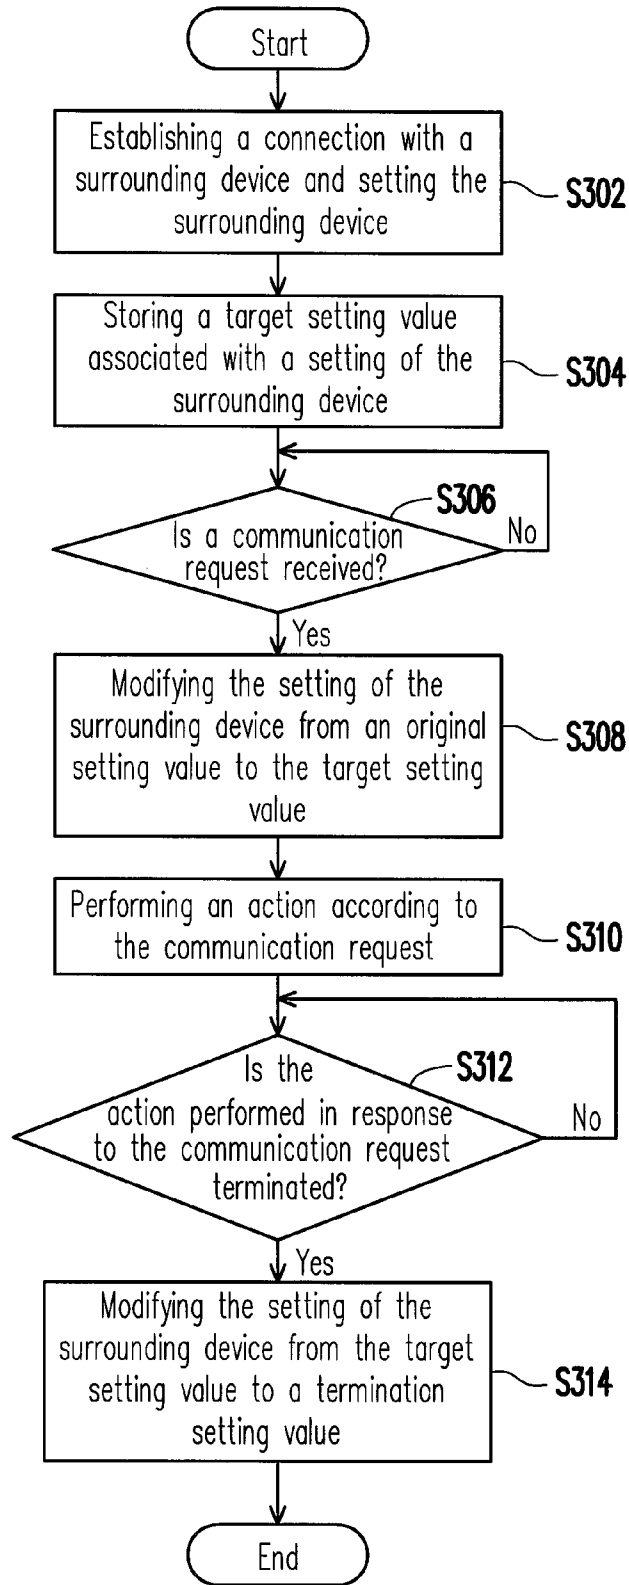 Start
Establishing a connection with a
surrounding device and setting the
surrounding device
S302
Storing a target setting value
associated with a setting of the
surrounding device
S304
S306
Is a communication
request received?
No
Yes
Modifying the setting of the
surrounding device from an original
setting value to the target setting
value
S308
Performing an action according to
the communication request
S310
S312
Is the
action performed in response
to the communication request
terminated?
No
Yes
Modifying the setting of the
surrounding device from the target
setting value to a termination
setting value
S314
End